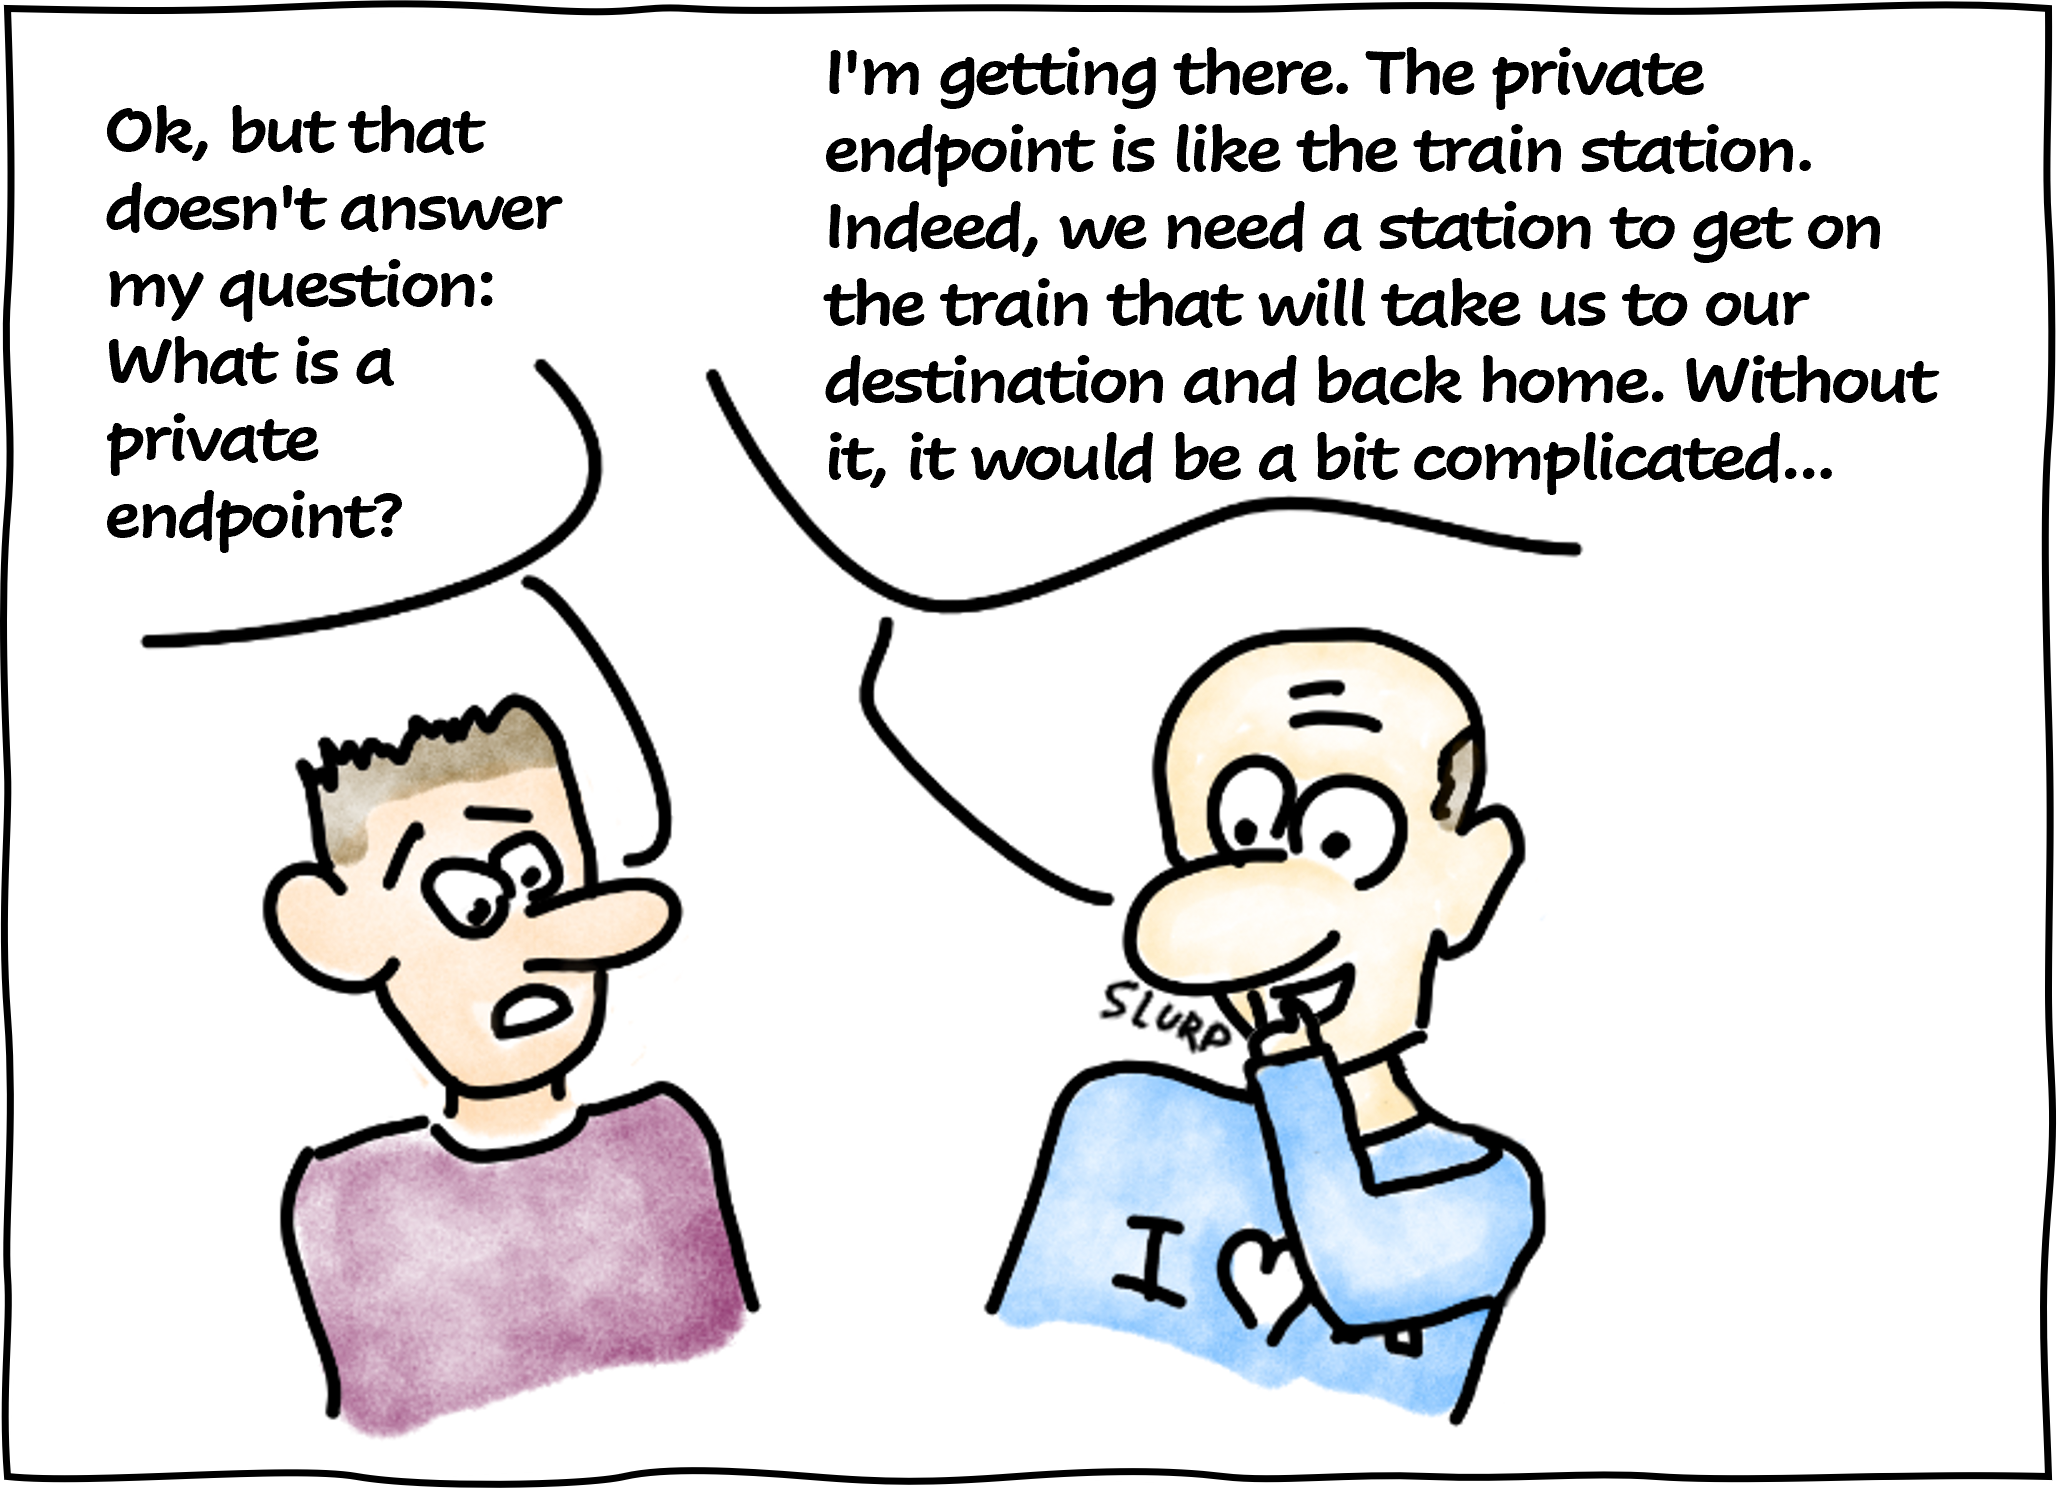 Ok, but that
doesn't answer
my question:
What is a
private
endpoint?
I'm getting there. The private
endpoint is like the train station.
Indeed, we need a station to get on
the train that will take us to our
destination and back home. Without
it, it would be a bit complicated...
SLURP
I ♡